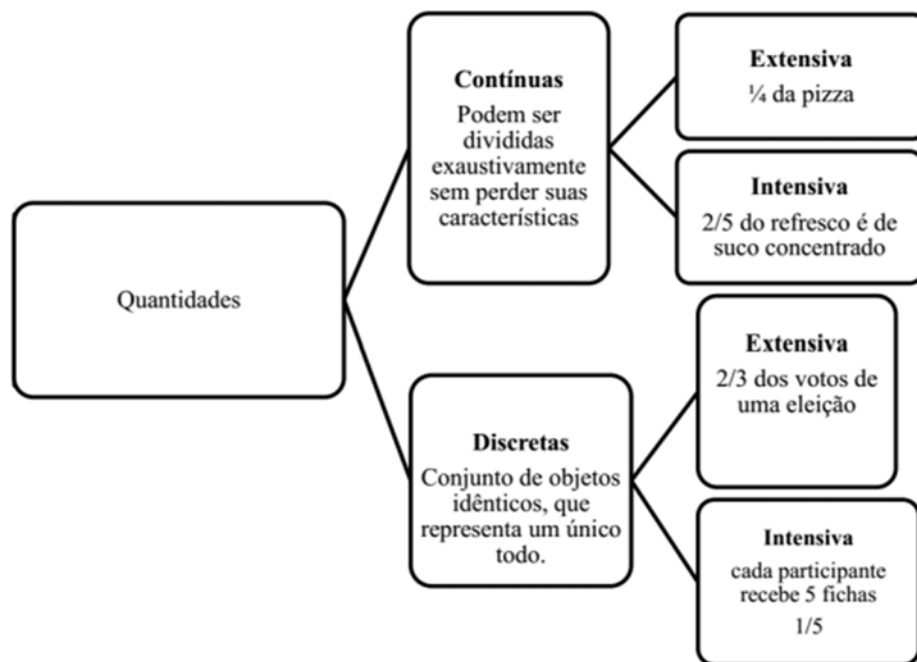 Quantidades
Contínuas
Podem ser
divididas
exaustivamente
sem perder suas
características
Extensiva
¼ da pizza
Intensiva
2/5 do refresco é de
suco concentrado
Discretas
Conjunto de objetos
idênticos, que
representa um único
todo.
Extensiva
2/3 dos votos de
uma eleição
Intensiva
cada participante
recebe 5 fichas
1/5